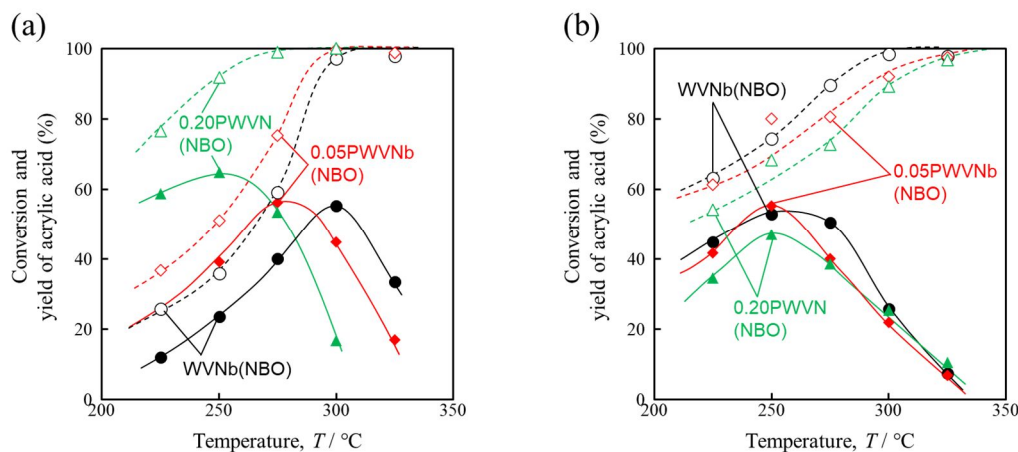 (a)
Conversion and
yield of acrylic acid (%)
100
80
60
40
20
0
200
250
300
350
Temperature, T / °C
0.20PWVN
(NBO)
0.05PWVNb
(NBO)
WVNb(NBO)
(b)
Conversion and
yield of acrylic acid (%)
100
80
60
40
20
0
200
250
300
350
Temperature, T / °C
WVNb(NBO)
0.05PWVNb
(NBO)
0.20PWVN
(NBO)